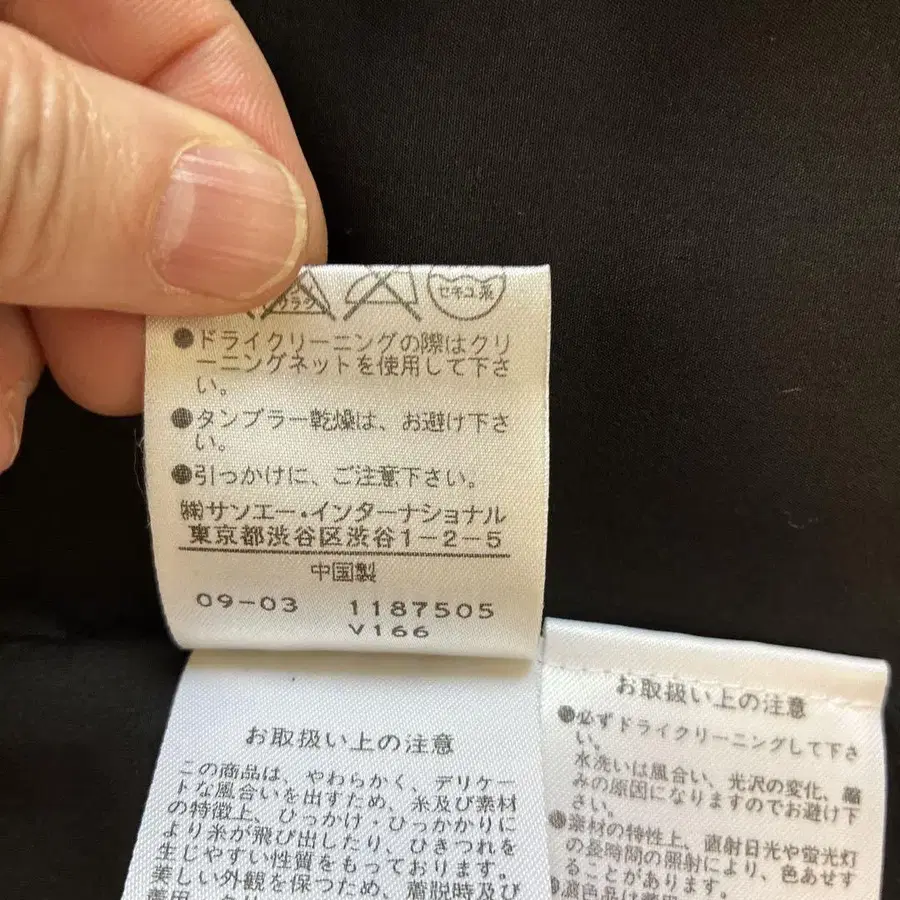 エンソサラシ
セキユ系
●ドライクリーニングの際はクリ
ーニングネットを使用して下さ
い。
●タンブラー乾燥は、お避け下さ
い。
●引っかけに、ご注意下さい。
㈱サンエー・インターナショナル
東京都渋谷区渋谷1-2-5
中国製
09-03 1187505
V166
お取扱い上の注意
この商品は、やわらかく、デリケー
トな風合いを出すため、糸及び素材
の特徴上、ひっかけ・ひっかかりに
より糸が飛び出したり、ひきつれを
生じやすい性質をもっております。
美しい外観を保つため、着脱時及び
お取扱い上の注意
●必ずドライクリーニングして下さ
い。
水洗いは風合い、光沢の変化、縮
みの原因になりますのでお避け下
さい。
●素材の特性上、直射日光や蛍光灯
の長時間の照射により、色あせす
ることがあります。
●濃色品は